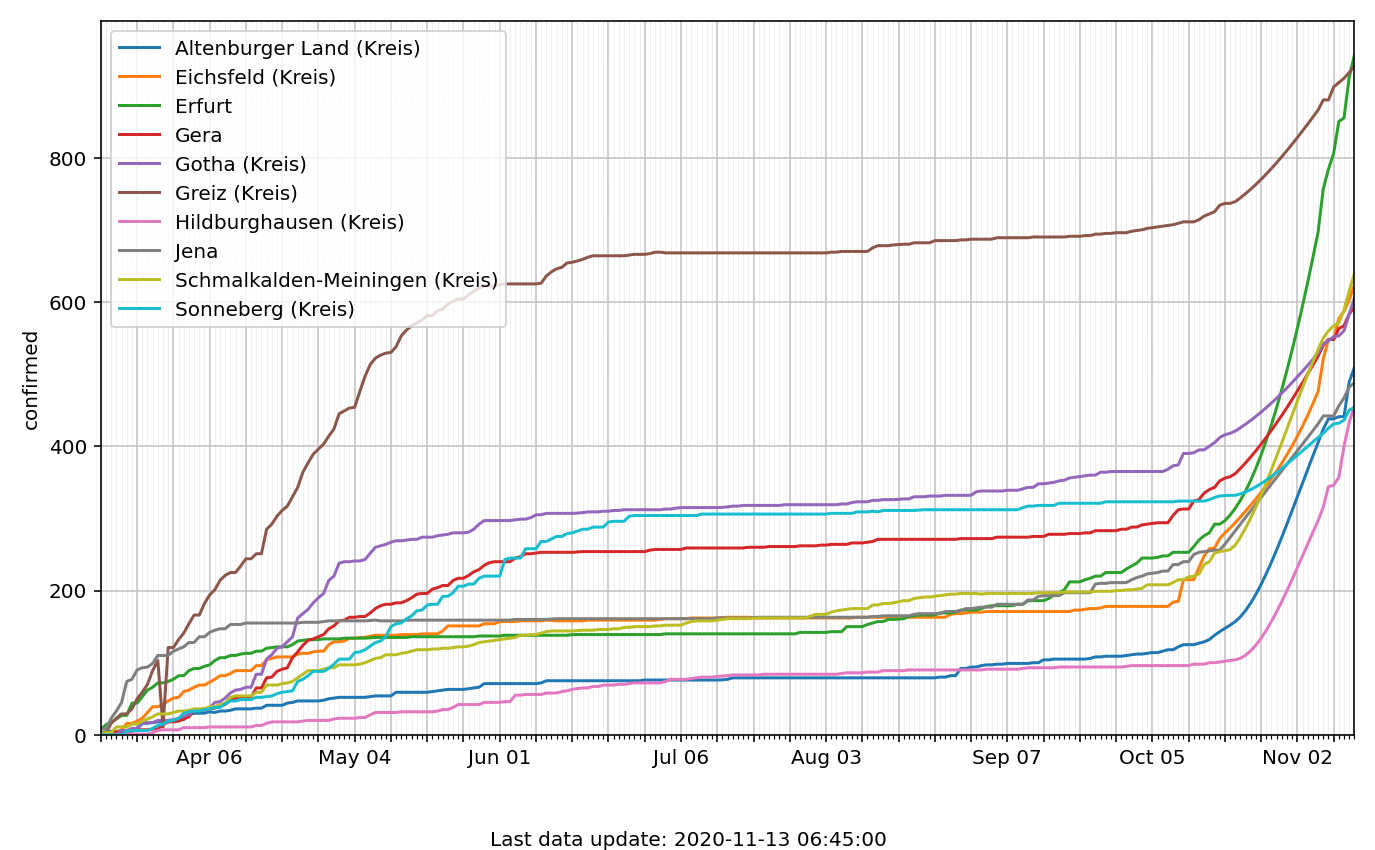 Altenburger Land (Kreis)
Eichsfeld (Kreis)
Erfurt
Gera
Gotha (Kreis)
Greiz (Kreis)
Hildburghausen (Kreis)
Jena
Schmalkalden-Meiningen (Kreis)
Sonneberg (Kreis)
confirmed
800
600
400
200
0
Apr 06 May 04 Jun 01 Jul 06 Aug 03 Sep 07 Oct 05 Nov 02
Last data update: 2020-11-13 06:45:00